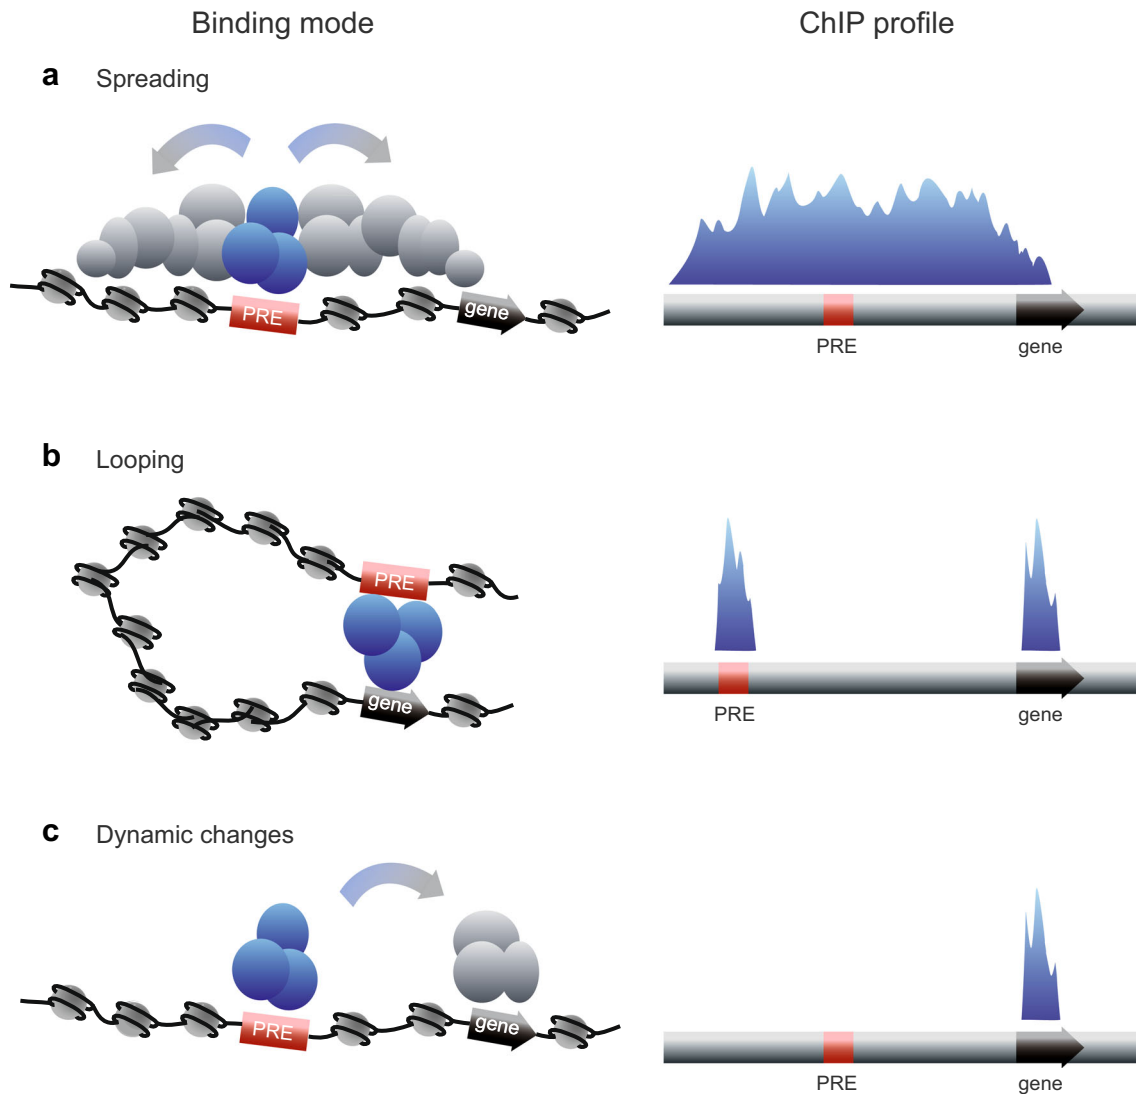 Binding mode
ChIP profile
a Spreading
PRE
gene
PRE
gene
b Looping
PRE
gene
PRE
gene
c Dynamic changes
PRE
gene
PRE
gene